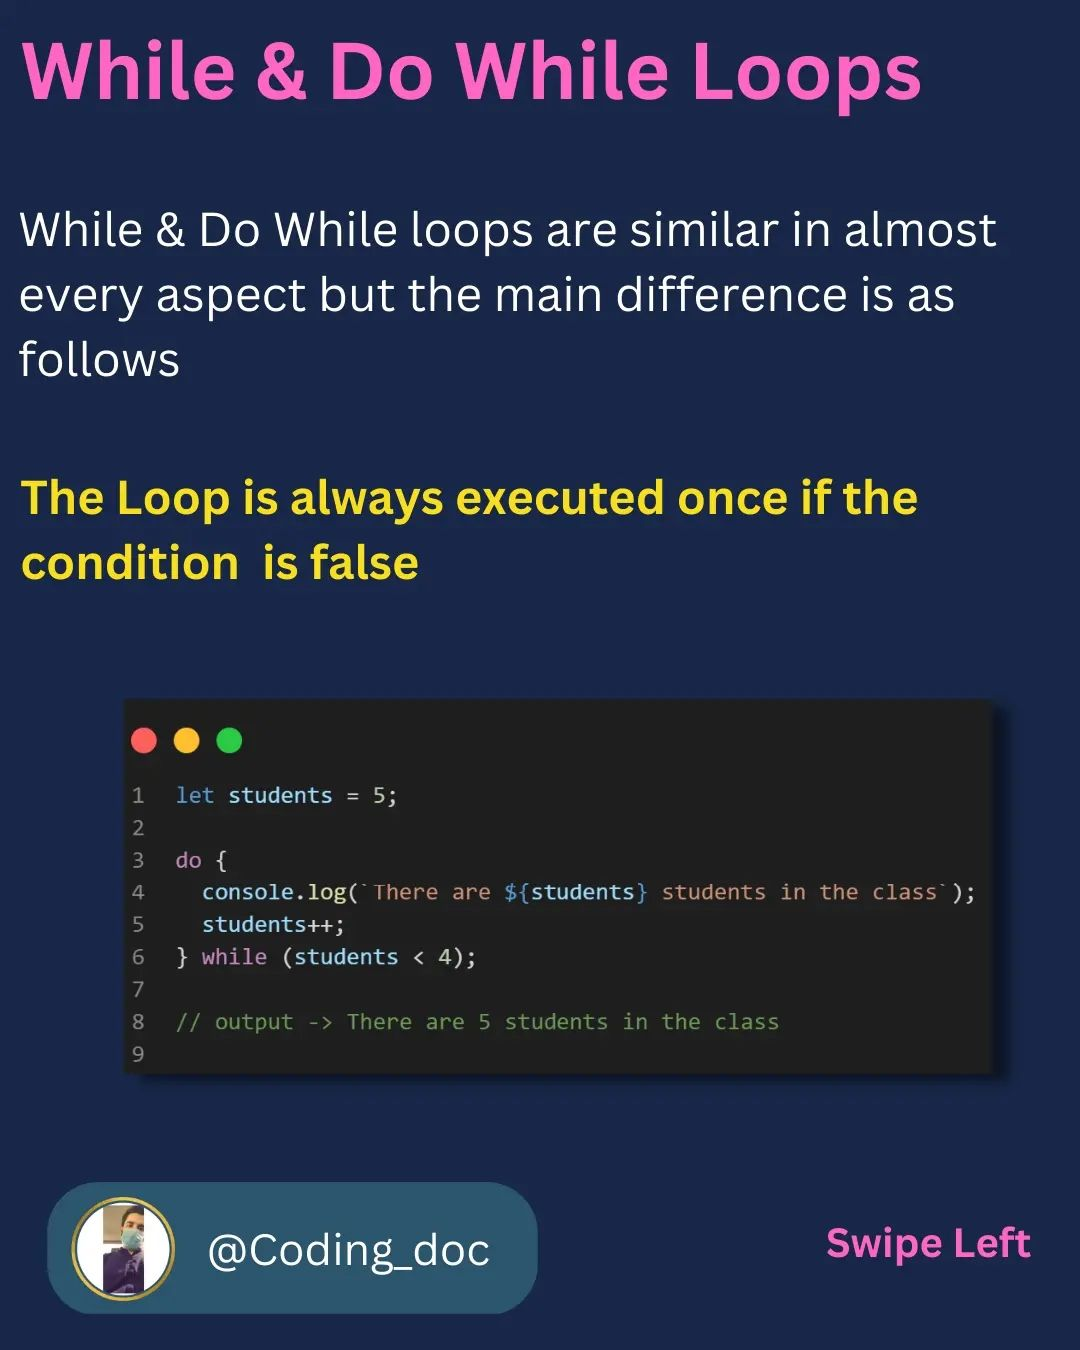 While & Do While Loops
While & Do While loops are similar in almost
every aspect but the main difference is as
follows
The Loop is always executed once if the
condition  is false
1 let students = 5;
2
3 do {
4   console.log(`There are ${students} students in the class`);
5   students++;
6 } while (students < 4);
7
8 // output -> There are 5 students in the class
9
@Coding_doc
Swipe Left